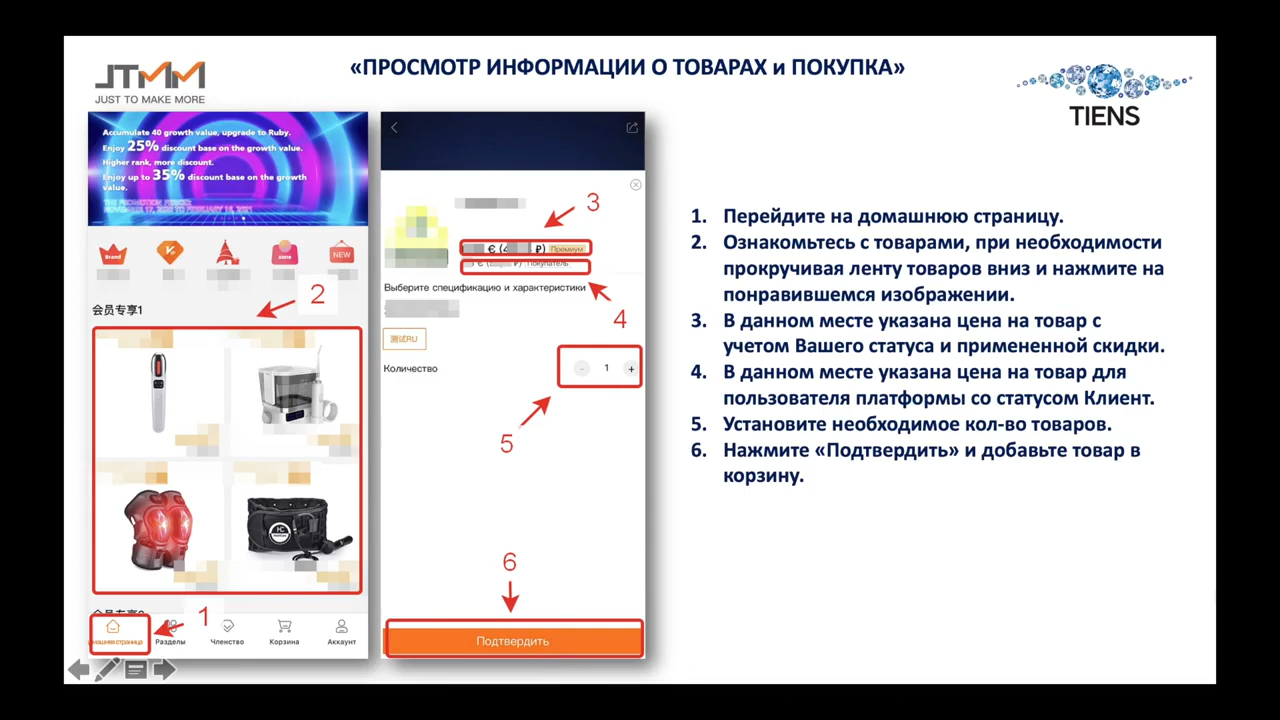 «ПРОСМОТР ИНФОРМАЦИИ О ТОВАРАХ и ПОКУПКА»
JTMM
JUST TO MAKE MORE
TIENS
Accumulate 40 growth value, upgrade to Ruby.
Enjoy 25% discount base on the growth value.
Higher rank, more discount.
Enjoy up to 35% discount base on the growth
value.
THE PROMOTION PERIOD:
Brand
V
NEW
2
会员专享1
1
Разделы
Членство
Корзина
Аккаунт
3
€ (4 ₽) Премиум
€ ( ₽) Покупатель
Выберите спецификацию и характеристики
4
测试RU
Количество
- 1 +
5
6
Подтвердить
1. Перейдите на домашнюю страницу.
2. Ознакомьтесь с товарами, при необходимости
прокручивая ленту товаров вниз и нажмите на
понравившемся изображении.
3. В данном месте указана цена на товар с
учетом Вашего статуса и примененной скидки.
4. В данном месте указана цена на товар для
пользователя платформы со статусом Клиент.
5. Установите необходимое кол-во товаров.
6. Нажмите «Подтвердить» и добавьте товар в
корзину.